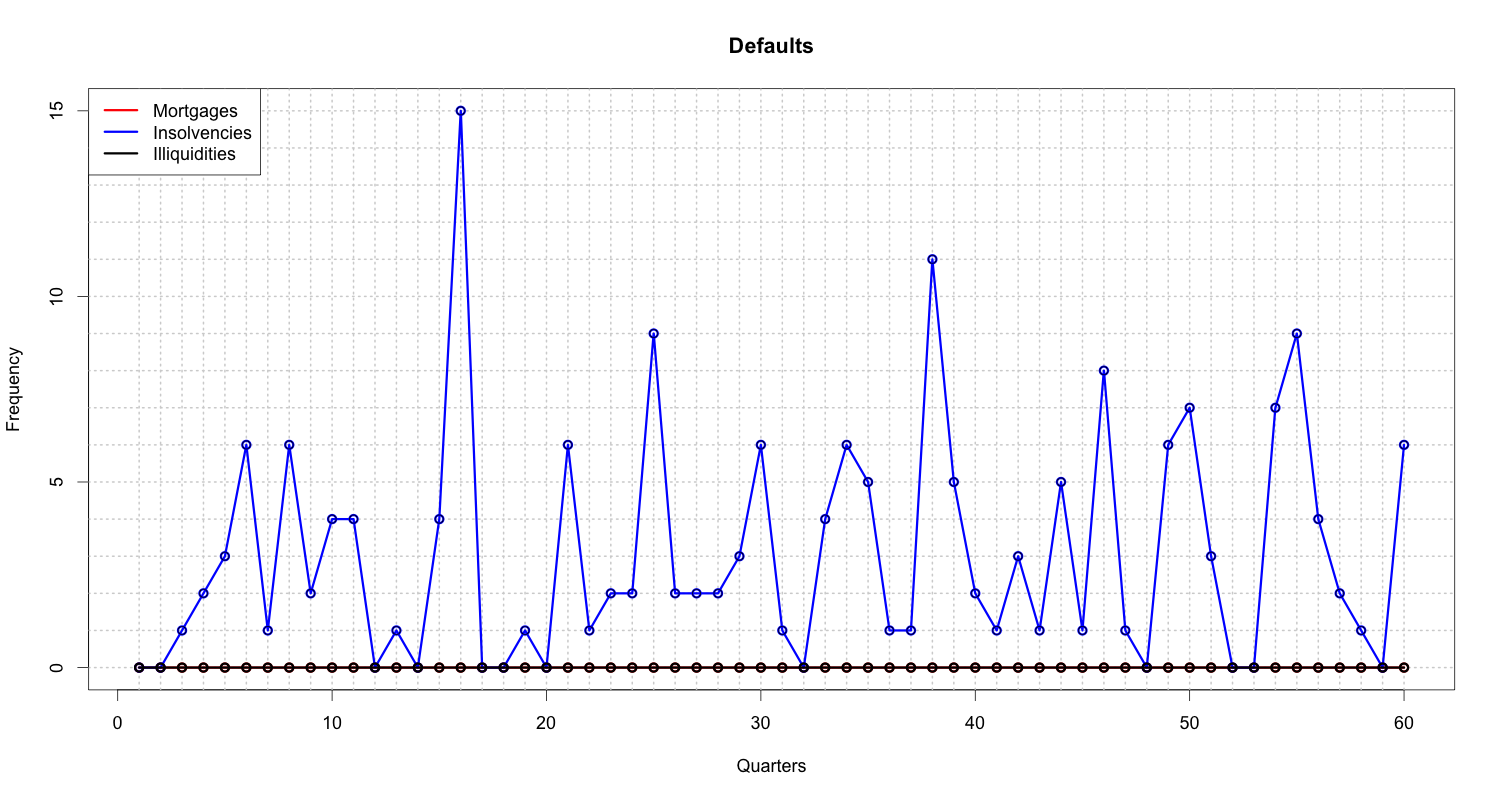 Defaults
Mortgages
Insolvencies
Illiquidities
15
10
5
0
Frequency
0 10 20 30 40 50 60
Quarters